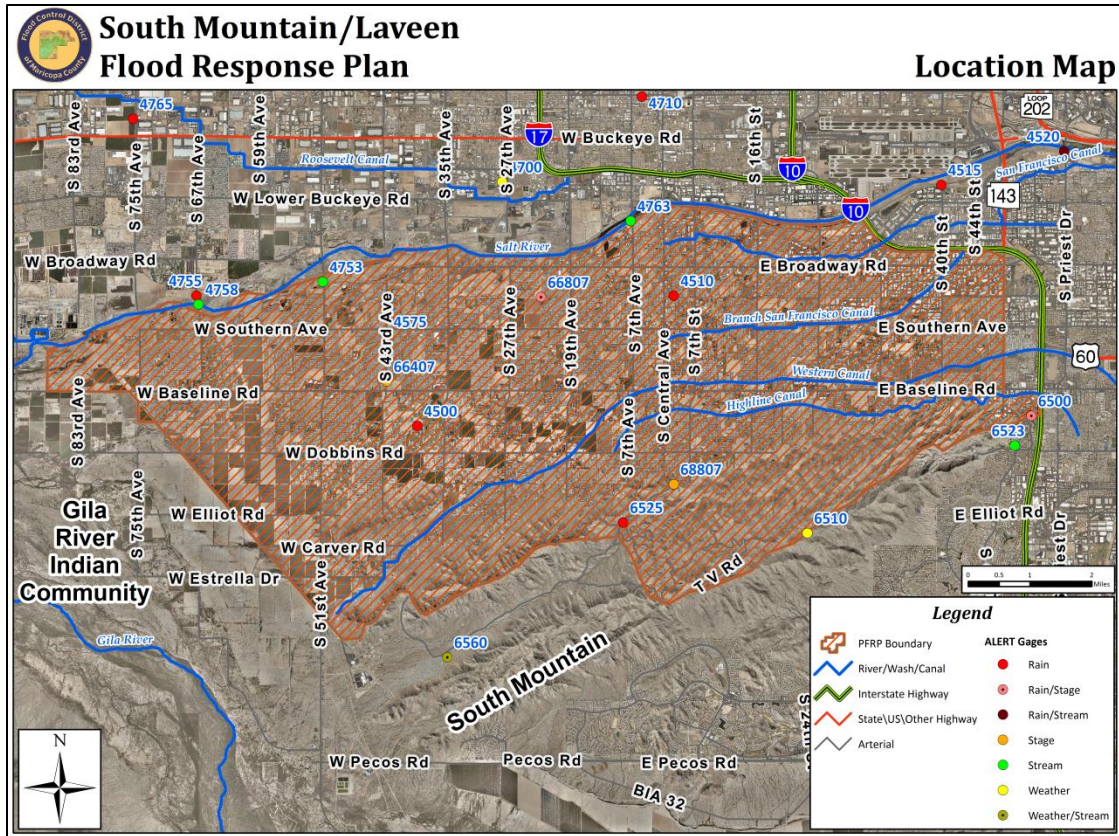 Flood Control District
of Maricopa County
South Mountain/Laveen
Flood Response Plan
Location Map
4765
4710
LOOP
202
4520
S 83rd Ave
S 75th Ave
S 67th Ave
S 59th Ave
S 35th Ave
S 27th Ave
17
W Buckeye Rd
S 16th St
10
Roosevelt Canal
4700
4515
San Francisco Canal
143
S 44th St
W Lower Buckeye Rd
4763
10
S 40th St
S Priest Dr
Salt River
W Broadway Rd
E Broadway Rd
4753
4755
4758
66807
4510
W Southern Ave
S 43rd Ave
4575
S 27th Ave
S 19th Ave
S 7th Ave
S 7th St
Branch San Francisco Canal
E Southern Ave
60
66407
W Baseline Rd
Western Canal
E Baseline Rd
S Central Ave
Highline Canal
S 83rd Ave
4500
6500
6523
W Dobbins Rd
S 7th Ave
68807
S 75th Ave
W Elliot Rd
6525
6510
E Elliot Rd
Gila
River
Indian
Community
W Carver Rd
W Estrella Dr
T V Rd
0 0.5 1 2
Miles
S 51st Ave
Gila River
6560
South Mountain
S 24th
W Pecos Rd
Pecos Rd
E Pecos Rd
BIA 32
N
Legend
PFRP Boundary
River/Wash/Canal
Interstate Highway
State\US\Other Highway
Arterial
ALERT Gages
Rain
Rain/Stage
Rain/Stream
Stage
Stream
Weather
Weather/Stream